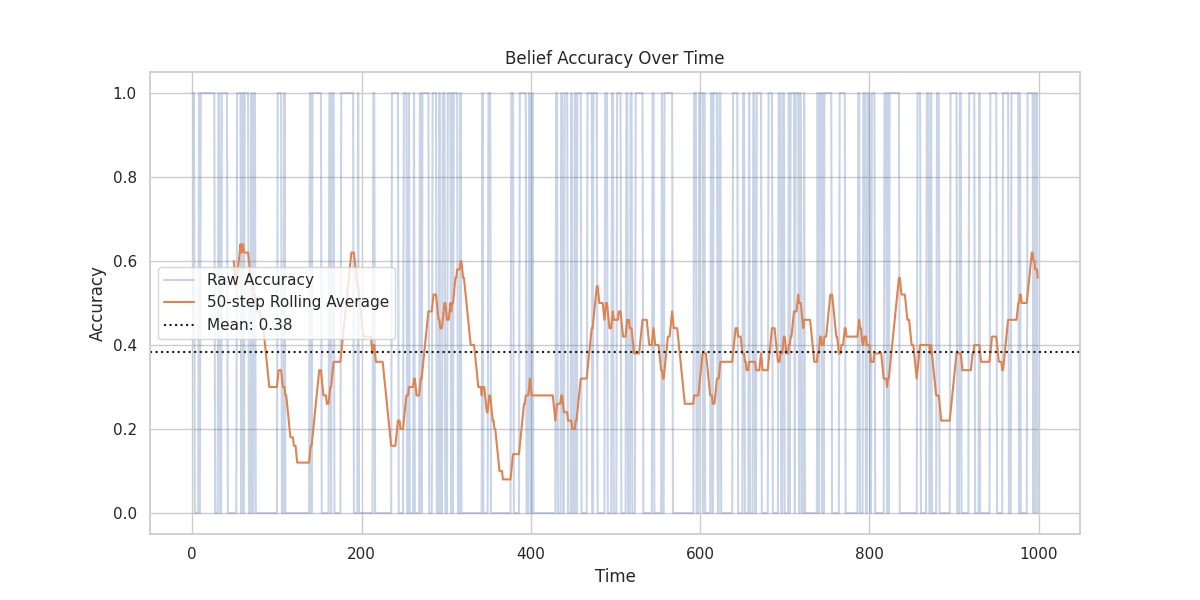 Belief Accuracy Over Time
Accuracy
1.0
0.8
0.6
0.4
0.2
0.0
Raw Accuracy
50-step Rolling Average
Mean: 0.38
0
200
400
600
800
1000
Time